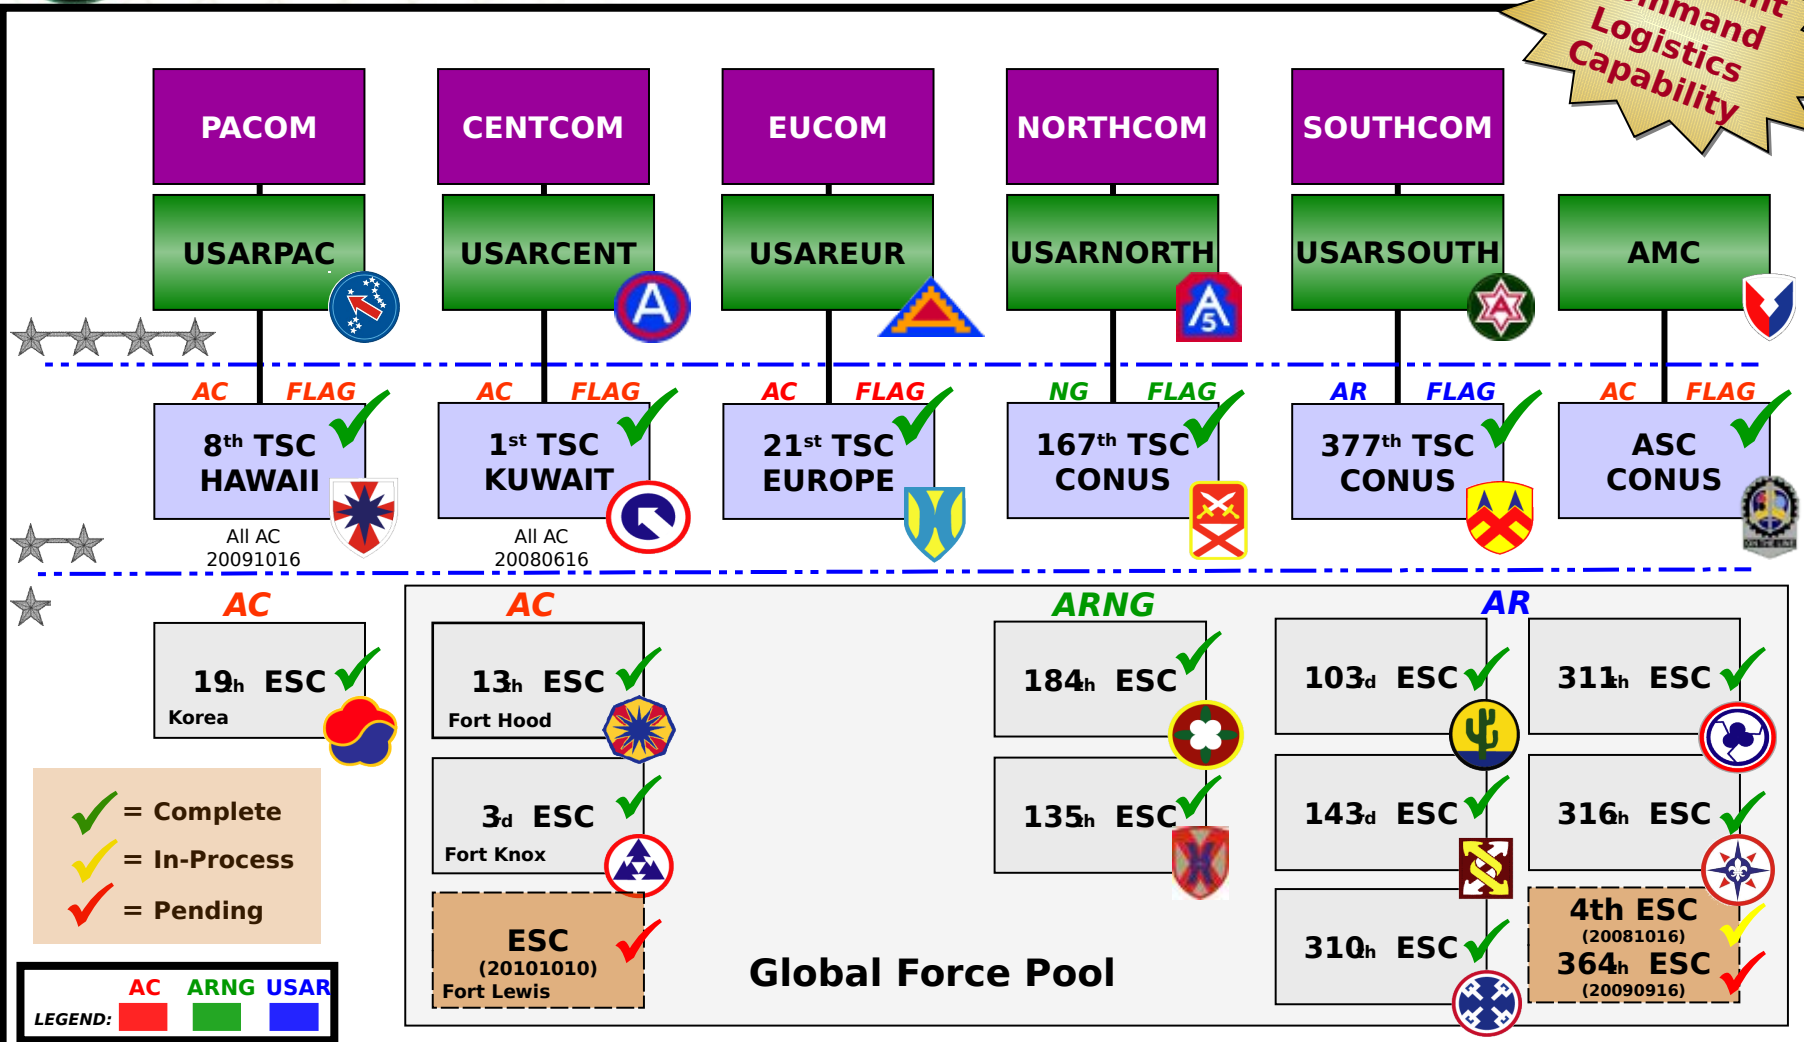 mmand
Logistics
Capability
PACOM
CENTCOM
EUCOM
NORTHCOM
SOUTHCOM
USARPAC
USARCENT
USAREUR
USARNORTH
USARSOUTH
AMC
A
A
5
A
AC FLAG
AC FLAG
AC FLAG
NG FLAG
AR FLAG
AC FLAG
8th TSC
HAWAII
1st TSC
KUWAIT
21st TSC
EUROPE
167th TSC
CONUS
377th TSC
CONUS
ASC
CONUS
All AC
20091016
All AC
20080616
AC
AC
ARNG
AR
19th ESC
Korea
13th ESC
Fort Hood
184th ESC
103rd ESC
311th ESC
3rd ESC
Fort Knox
135th ESC
143rd ESC
316th ESC
= Complete
= In-Process
= Pending
ESC
(20101010)
Fort Lewis
Global Force Pool
310th ESC
4th ESC
(20081016)
364th ESC
(20090916)
AC ARNG USAR
LEGEND: